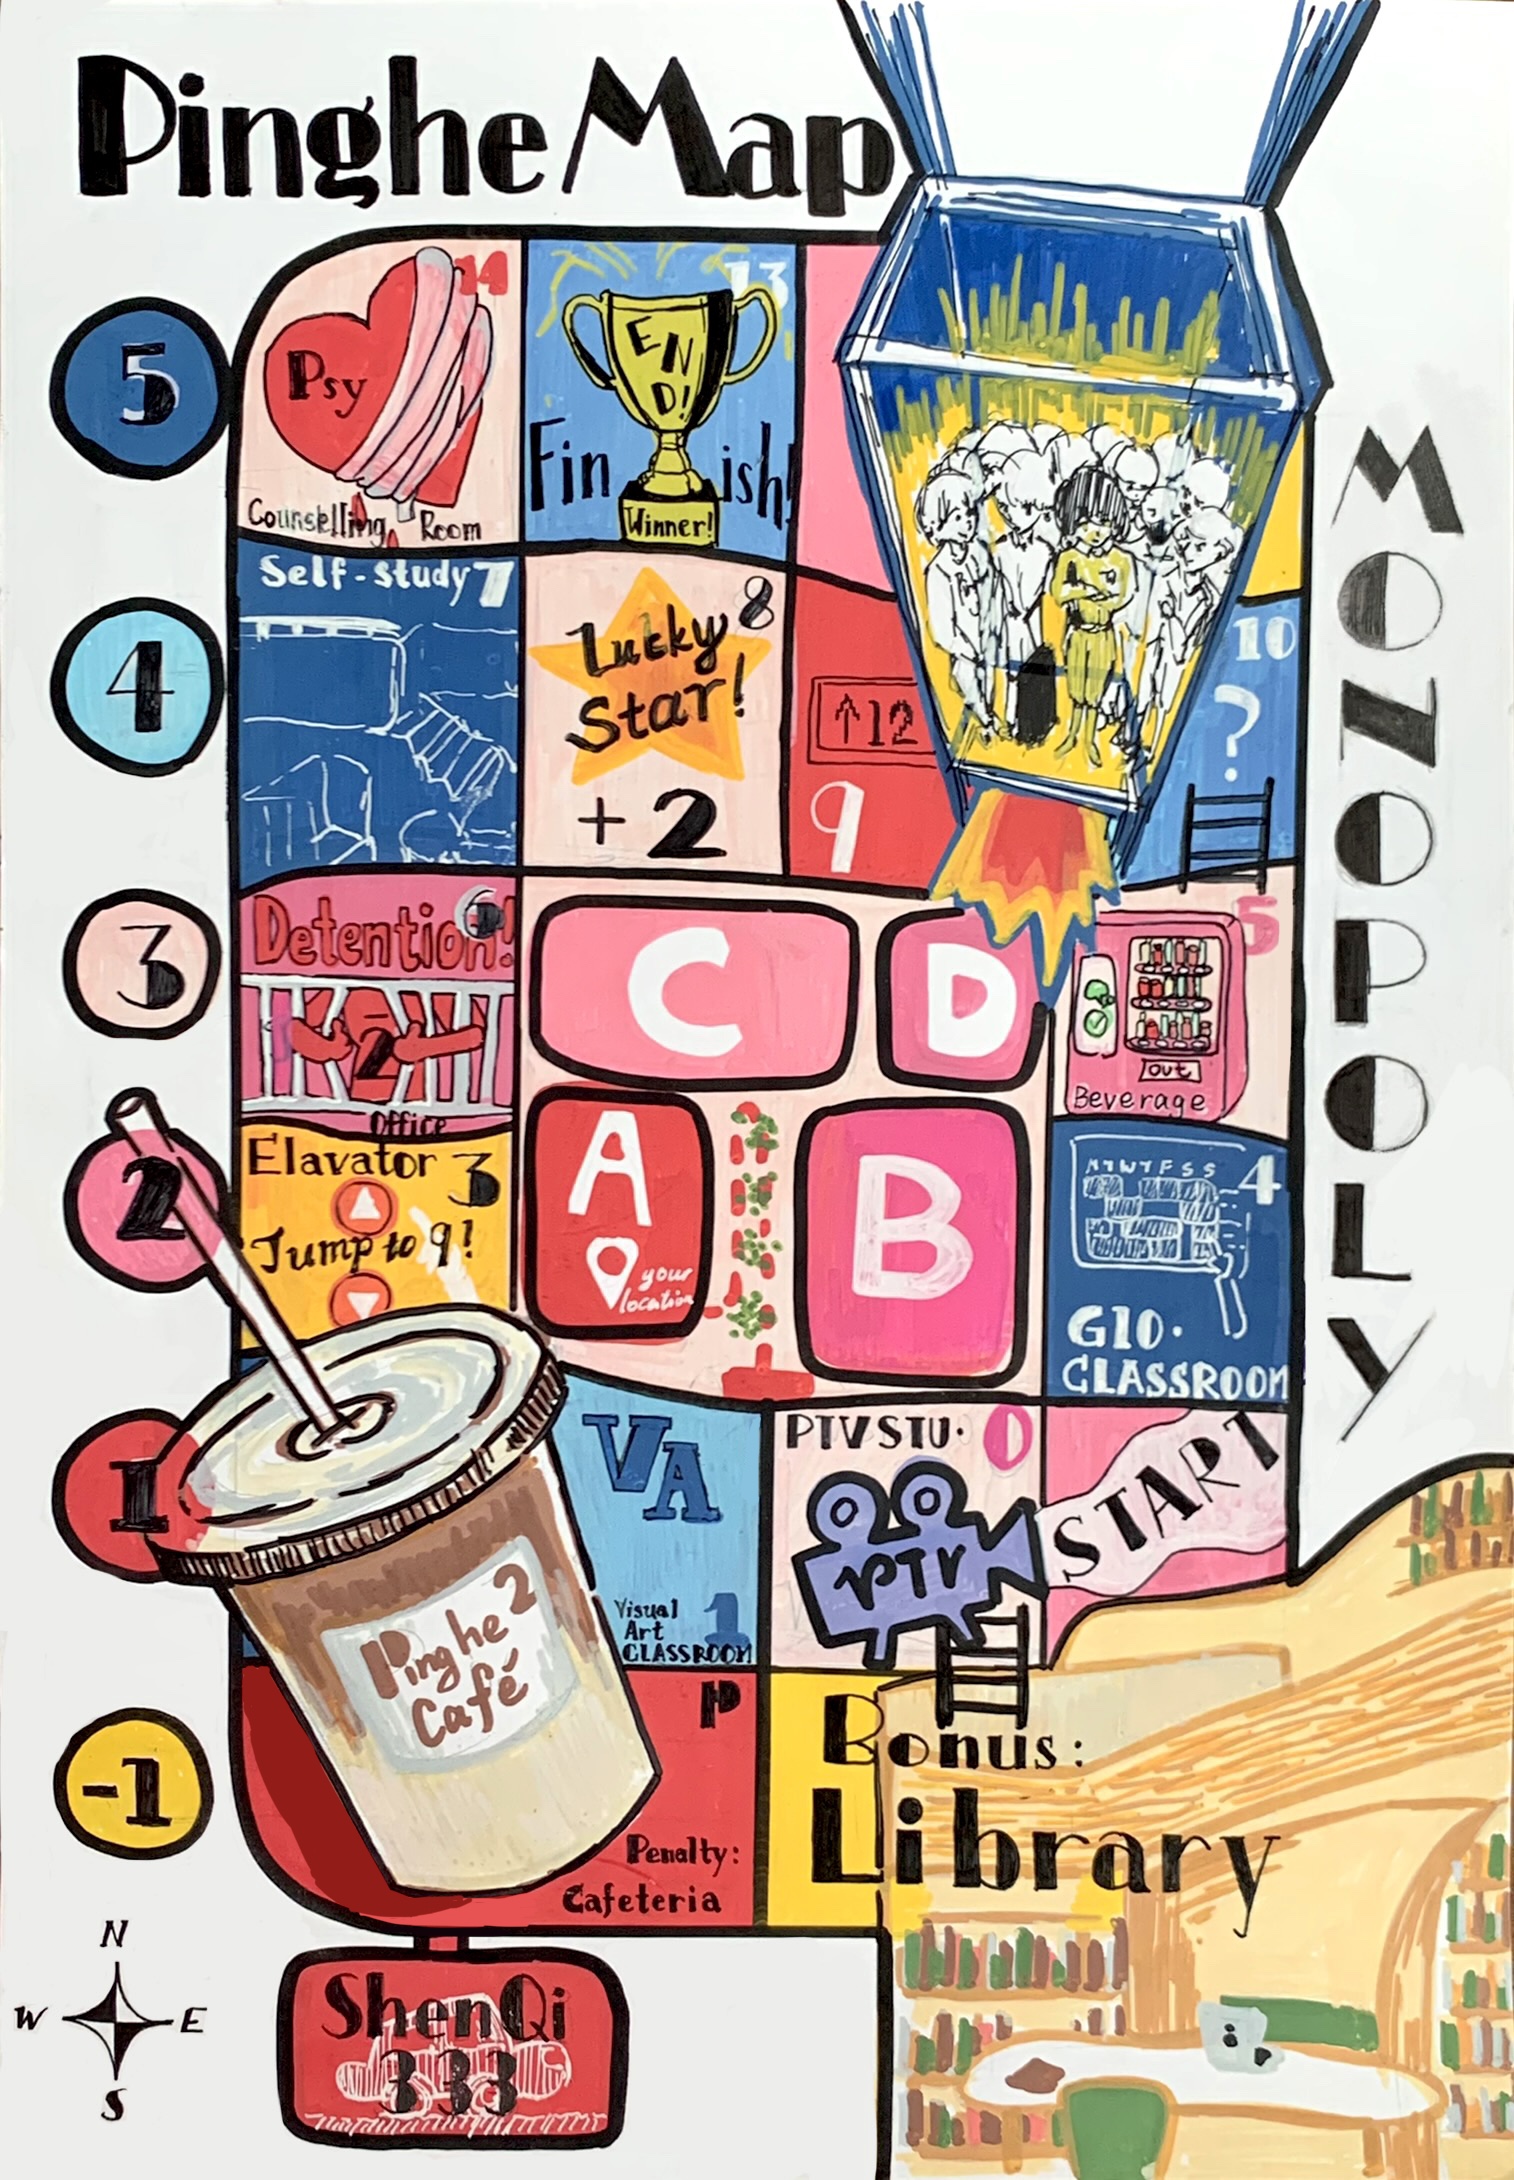 Pinghe Map
MONOPOLY
5
Psy
14
Counselling Room
13
END!
Finish!
Winner!
4
Self-study 7
8
Lucky
Star!
+2
↑12
9
10
?
3
Detention!
6
2
Office
C
D
5
out
Beverage
2
Elavator 3
Jump to 9!
A
your
location
B
MTWTFSS
4
G10.
CLASSROOM
1
VA
Visual
Art
CLASSROOM
1
PTV STU.
0
PTV
START
2
Pinghe
Café
-1
P
Penalty:
Cafeteria
Bonus:
Library
N
W E
S
ShenQi
333